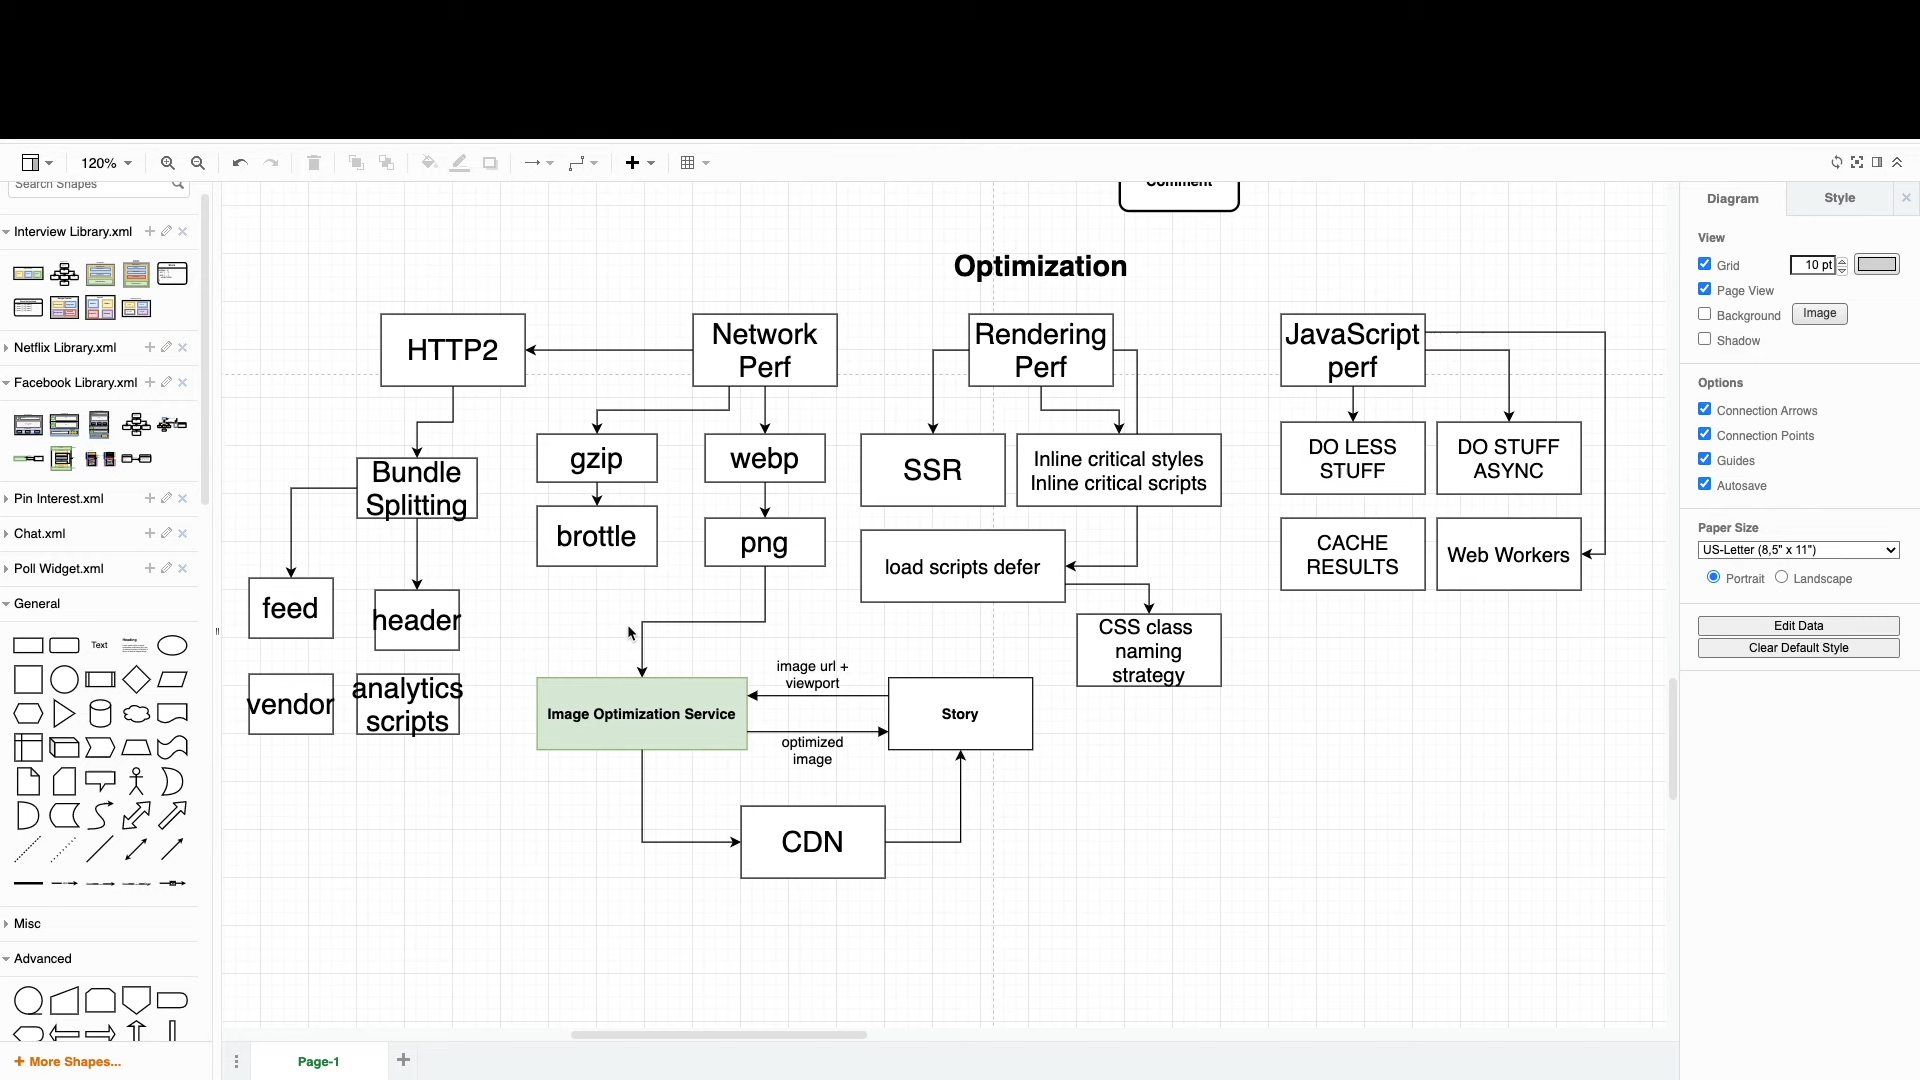 120%
Search Shapes
Interview Library.xml
Netflix Library.xml
Facebook Library.xml
Pin Interest.xml
Chat.xml
Poll Widget.xml
General
Text
Heading
Misc
Advanced
+ More Shapes...
Comment
Optimization
HTTP2
Network
Perf
Rendering
Perf
JavaScript
perf
Bundle
Splitting
gzip
webp
SSR
Inline critical styles
Inline critical scripts
DO LESS
STUFF
DO STUFF
ASYNC
brottle
png
load scripts defer
CACHE
RESULTS
Web Workers
feed
header
CSS class
naming
strategy
vendor
analytics
scripts
image url +
viewport
Image Optimization Service
Story
optimized
image
CDN
Page-1
Diagram
Style
View
Grid
10 pt
Page View
Background
Image
Shadow
Options
Connection Arrows
Connection Points
Guides
Autosave
Paper Size
US-Letter (8,5" x 11")
Portrait
Landscape
Edit Data
Clear Default Style